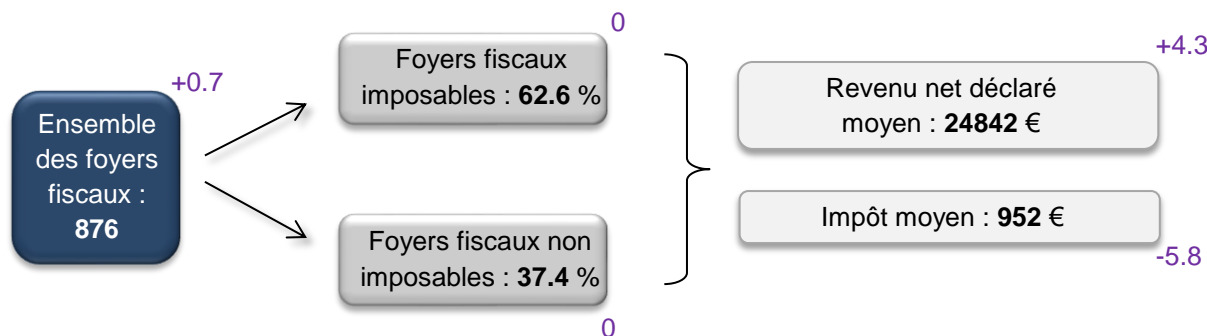 +0.7
Ensemble
des foyers
fiscaux :
876
0
Foyers fiscaux
imposables : 62.6 %
Foyers fiscaux non
imposables : 37.4 %
0
+4.3
Revenu net déclaré
moyen : 24842 €
Impôt moyen : 952 €
-5.8